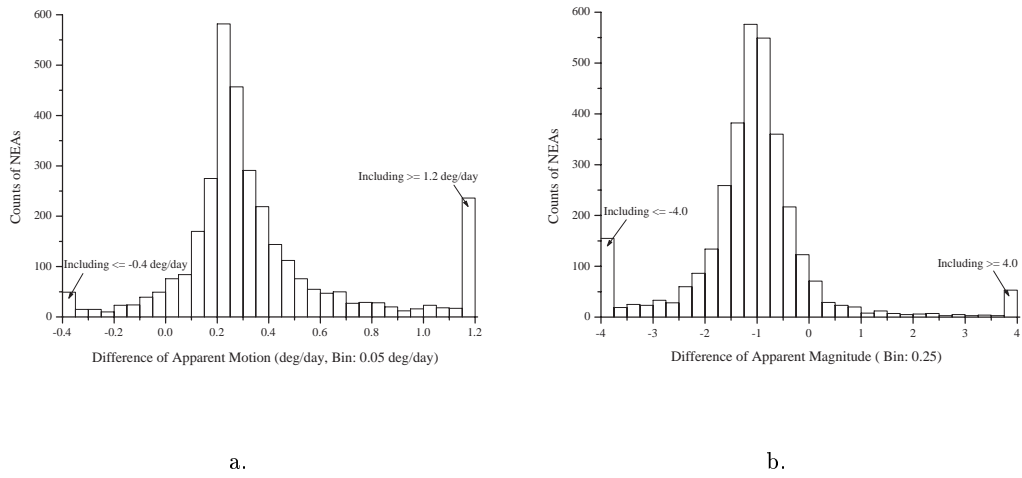 600
500
400
300
200
100
0
Counts of NEAs
Including <= -0.4 deg/day
Including >= 1.2 deg/day
-0.4 -0.2 0.0 0.2 0.4 0.6 0.8 1.0 1.2
Difference of Apparent Motion (deg/day, Bin: 0.05 deg/day)
a.
600
500
400
300
200
100
0
Counts of NEAs
Including <= -4.0
Including >= 4.0
-4 -3 -2 -1 0 1 2 3 4
Difference of Apparent Magnitude ( Bin: 0.25)
b.